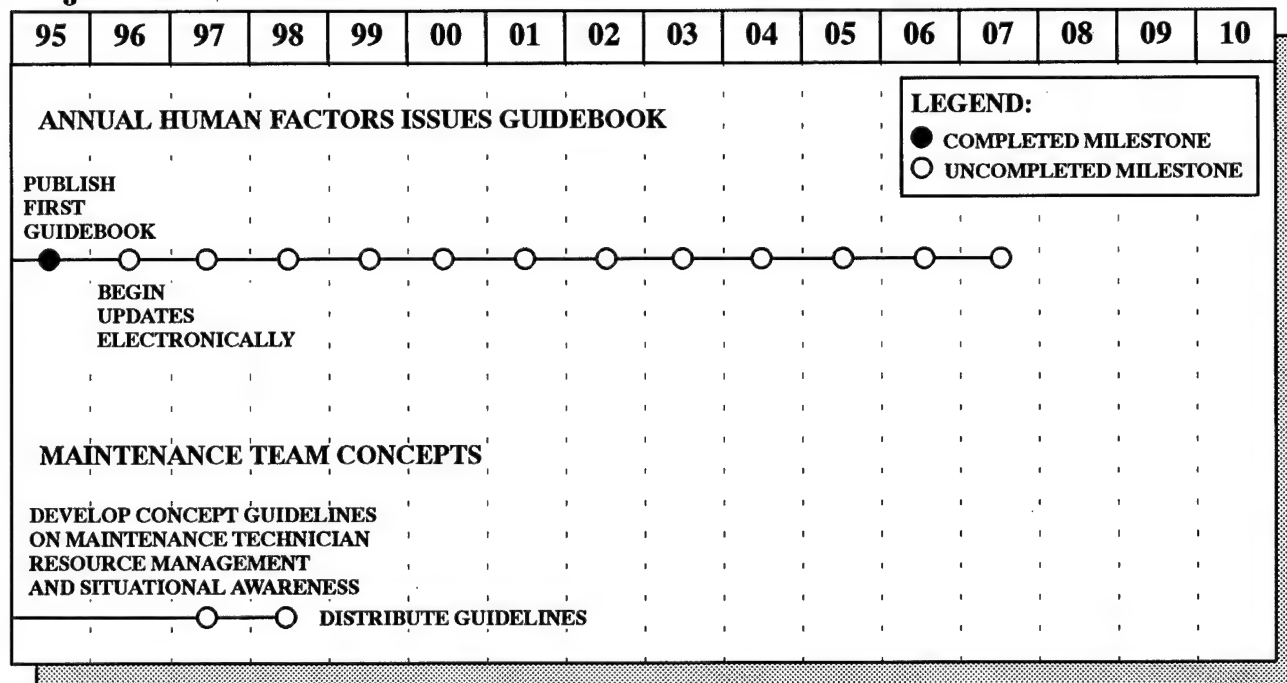 95 96 97 98 99 00 01 02 03 04 05 06 07 08 09 10
ANNUAL HUMAN FACTORS ISSUES GUIDEBOOK
LEGEND:
COMPLETED MILESTONE
UNCOMPLETED MILESTONE
PUBLISH
FIRST
GUIDEBOOK
BEGIN
UPDATES
ELECTRONICALLY
MAINTENANCE TEAM CONCEPTS
DEVELOP CONCEPT GUIDELINES
ON MAINTENANCE TECHNICIAN
RESOURCE MANAGEMENT
AND SITUATIONAL AWARENESS
DISTRIBUTE GUIDELINES